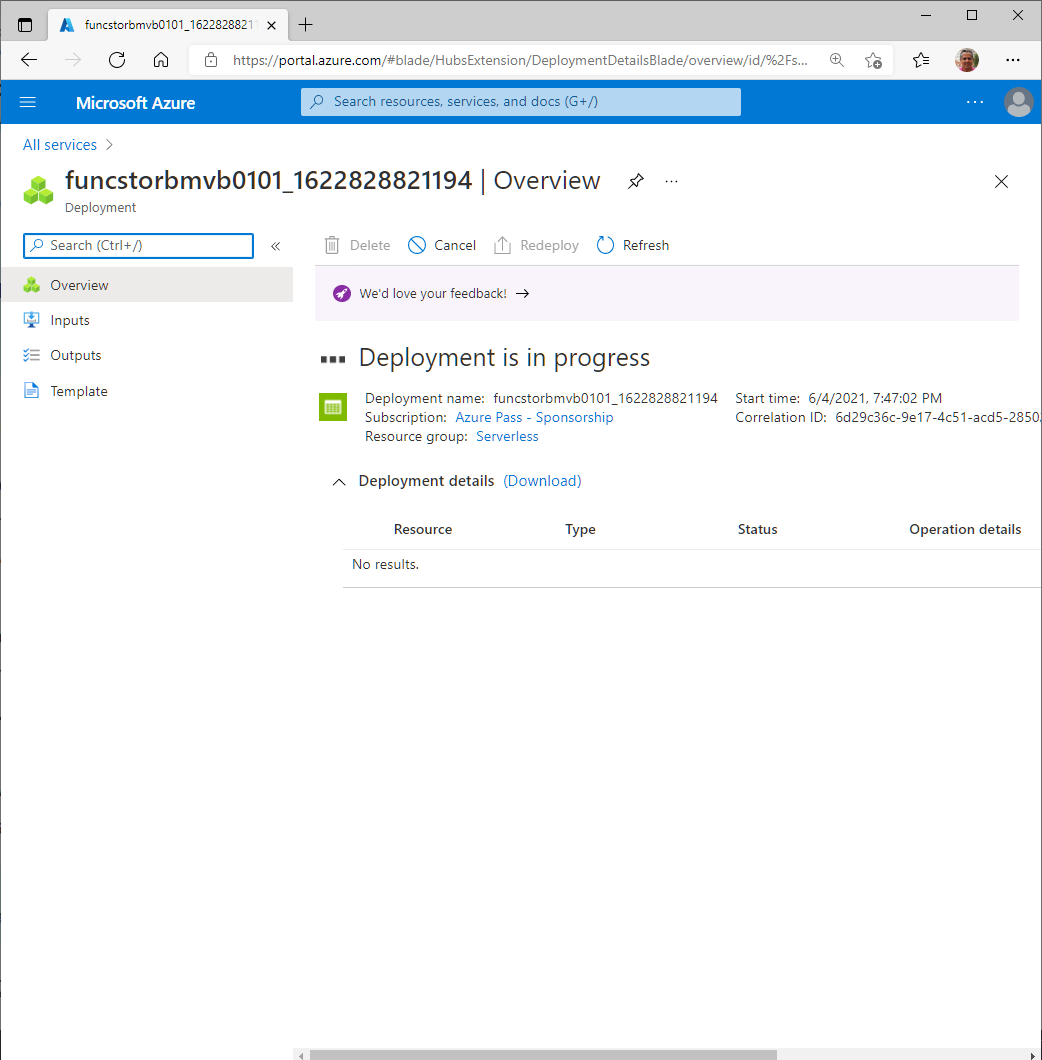 funcstorbmvb0101_1622828821
https://portal.azure.com/#blade/HubsExtension/DeploymentDetailsBlade/overview/id/%2Fs...
Microsoft Azure
Search resources, services, and docs (G+/)
All services
funcstorbmvb0101_1622828821194 | Overview
Deployment
Search (Ctrl+/)
Delete
Cancel
Redeploy
Refresh
Overview
Inputs
Outputs
Template
We'd love your feedback!
Deployment is in progress
Deployment name: funcstorbmvb0101_1622828821194
Subscription: Azure Pass - Sponsorship
Resource group: Serverless
Start time: 6/4/2021, 7:47:02 PM
Correlation ID: 6d29c36c-9e17-4c51-acd5-2850
Deployment details (Download)
Resource Type Status Operation details
No results.